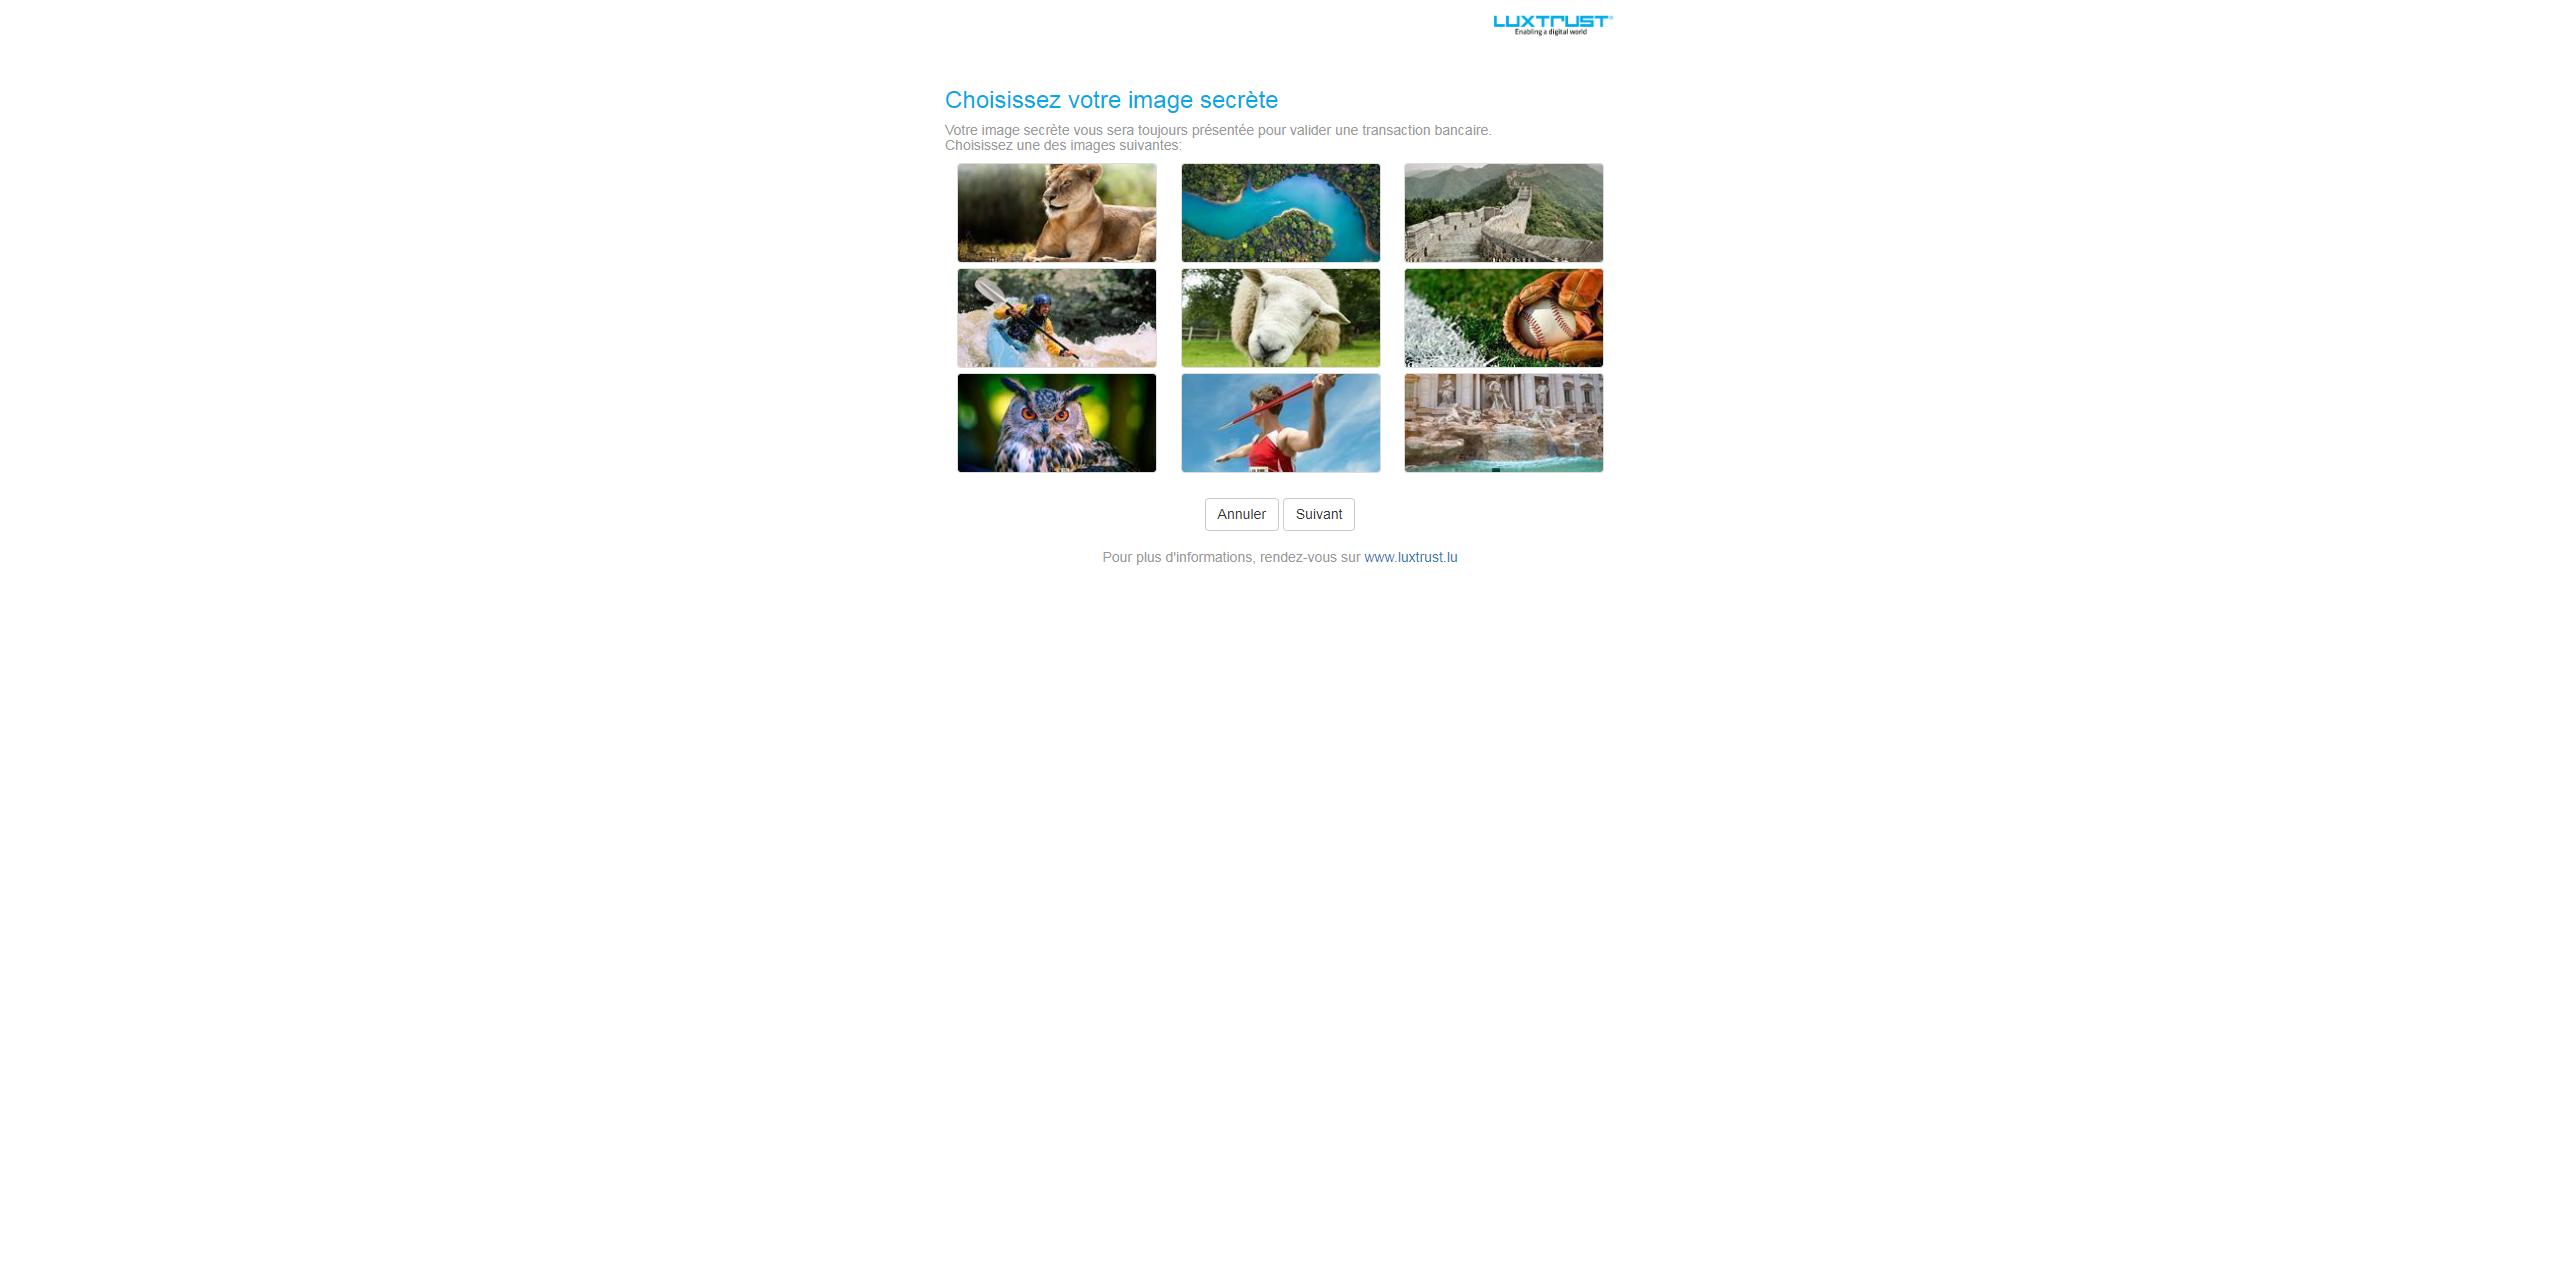 LUXTRUST
Enabling a digital world
Choisissez votre image secrète
Votre image secrète vous sera toujours présentée pour valider une transaction bancaire.
Choisissez une des images suivantes:
Annuler Suivant
Pour plus d'informations, rendez-vous sur www.luxtrust.lu